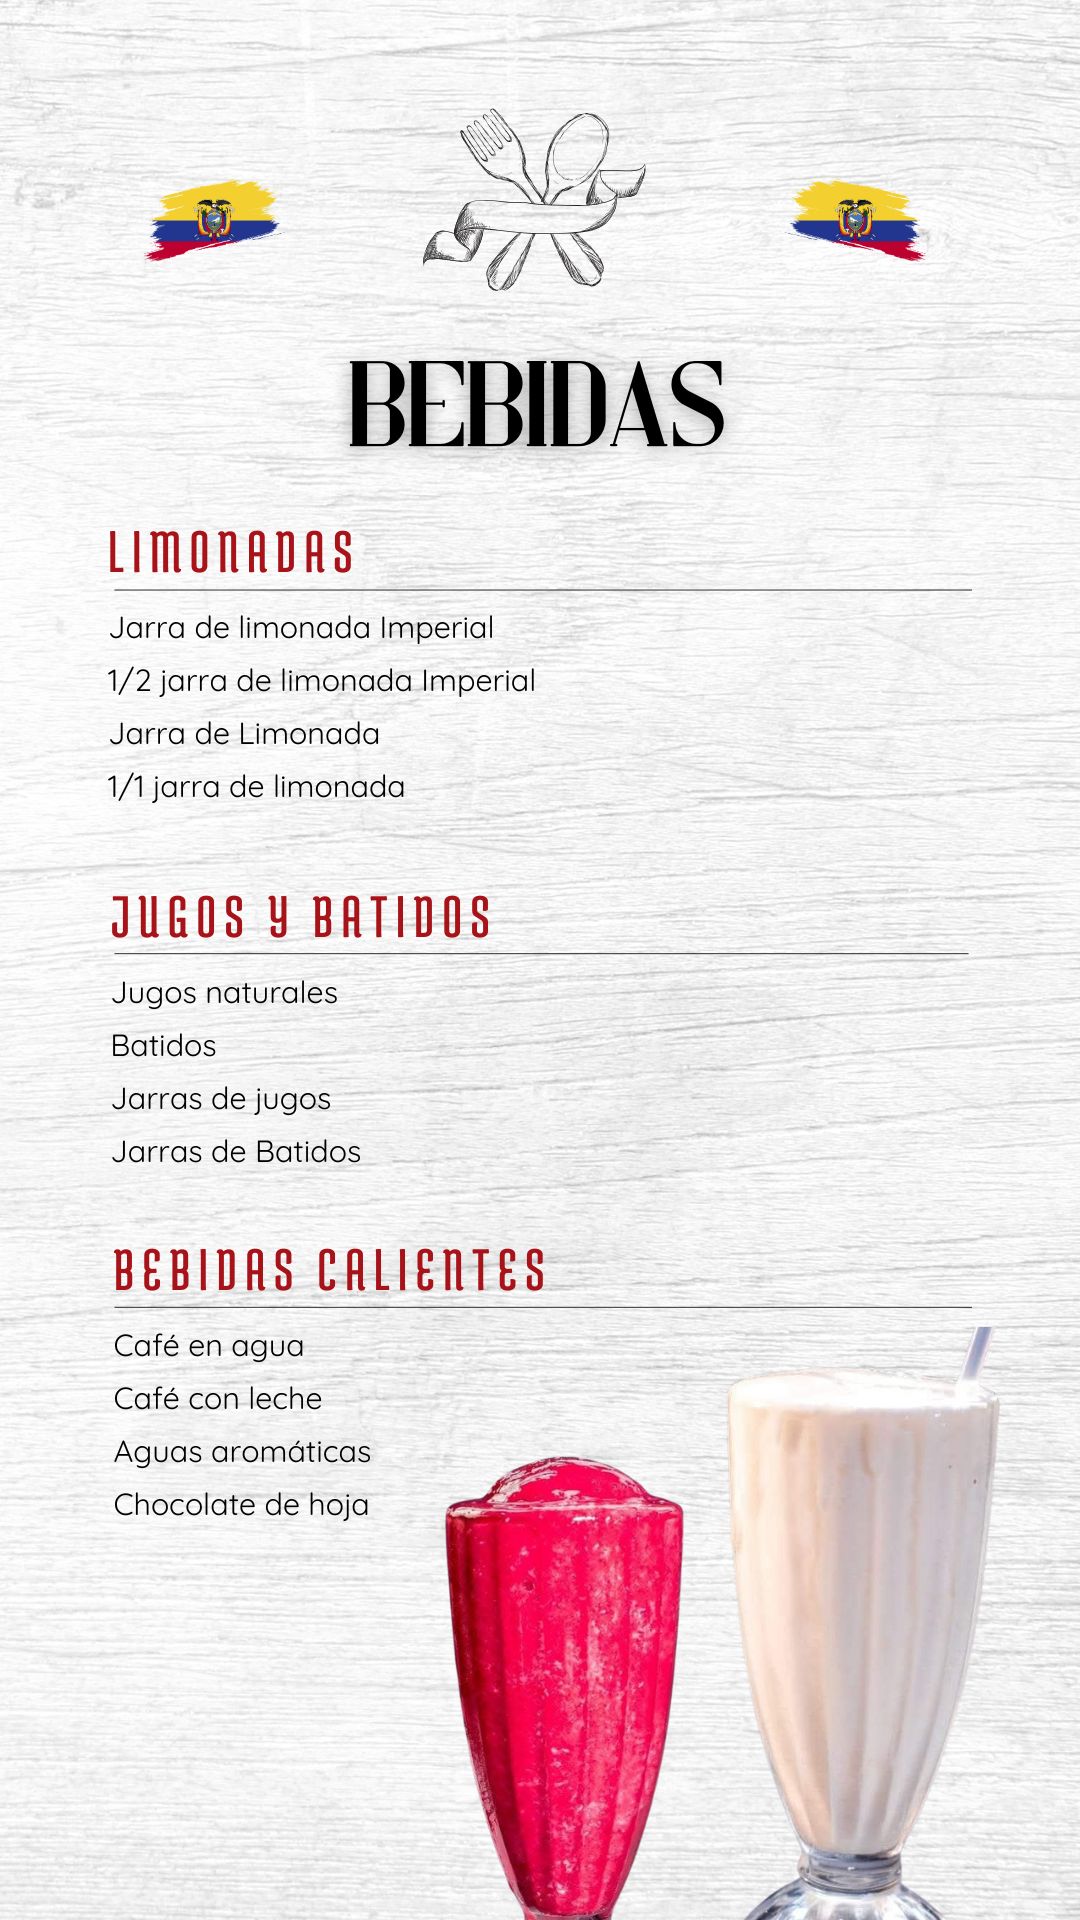 BEBIDAS
LIMONADAS
Jarra de limonada Imperial
1/2 jarra de limonada Imperial
Jarra de Limonada
1/1 jarra de limonada
JUGOS Y BATIDOS
Jugos naturales
Batidos
Jarras de jugos
Jarras de Batidos
BEBIDAS CALIENTES
Café en agua
Café con leche
Aguas aromáticas
Chocolate de hoja